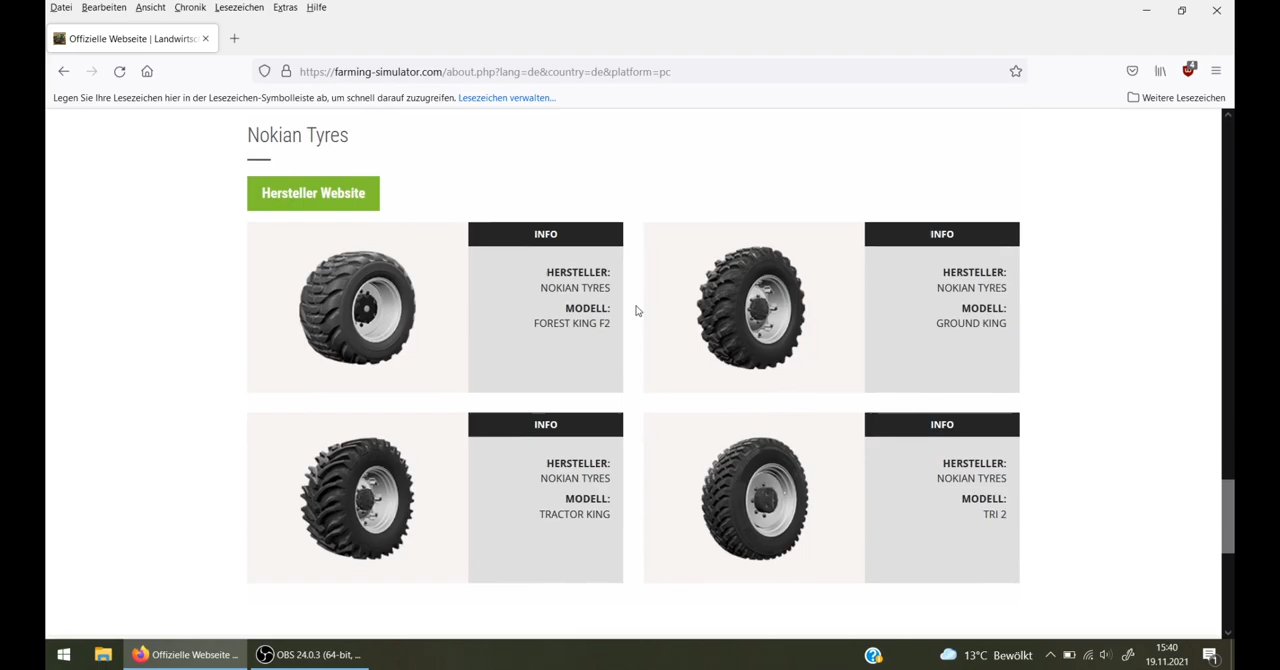 Datei Bearbeiten Ansicht Chronik Lesezeichen Extras Hilfe
Offizielle Webseite | Landwirtsc
https://farming-simulator.com/about.php?lang=de&country=de&platform=pc
4
Legen Sie Ihre Lesezeichen hier in der Lesezeichen-Symbolleiste ab, um schnell darauf zuzugreifen. Lesezeichen verwalten...
Weitere Lesezeichen
Nokian Tyres
Hersteller Website
INFO
HERSTELLER:
NOKIAN TYRES
MODELL:
FOREST KING F2
INFO
HERSTELLER:
NOKIAN TYRES
MODELL:
GROUND KING
INFO
HERSTELLER:
NOKIAN TYRES
MODELL:
TRACTOR KING
INFO
HERSTELLER:
NOKIAN TYRES
MODELL:
TRI 2
Offizielle Webseite ...
OBS 24.0.3 (64-bit, ...
13°C Bewölkt
15:40
19.11.2021
1